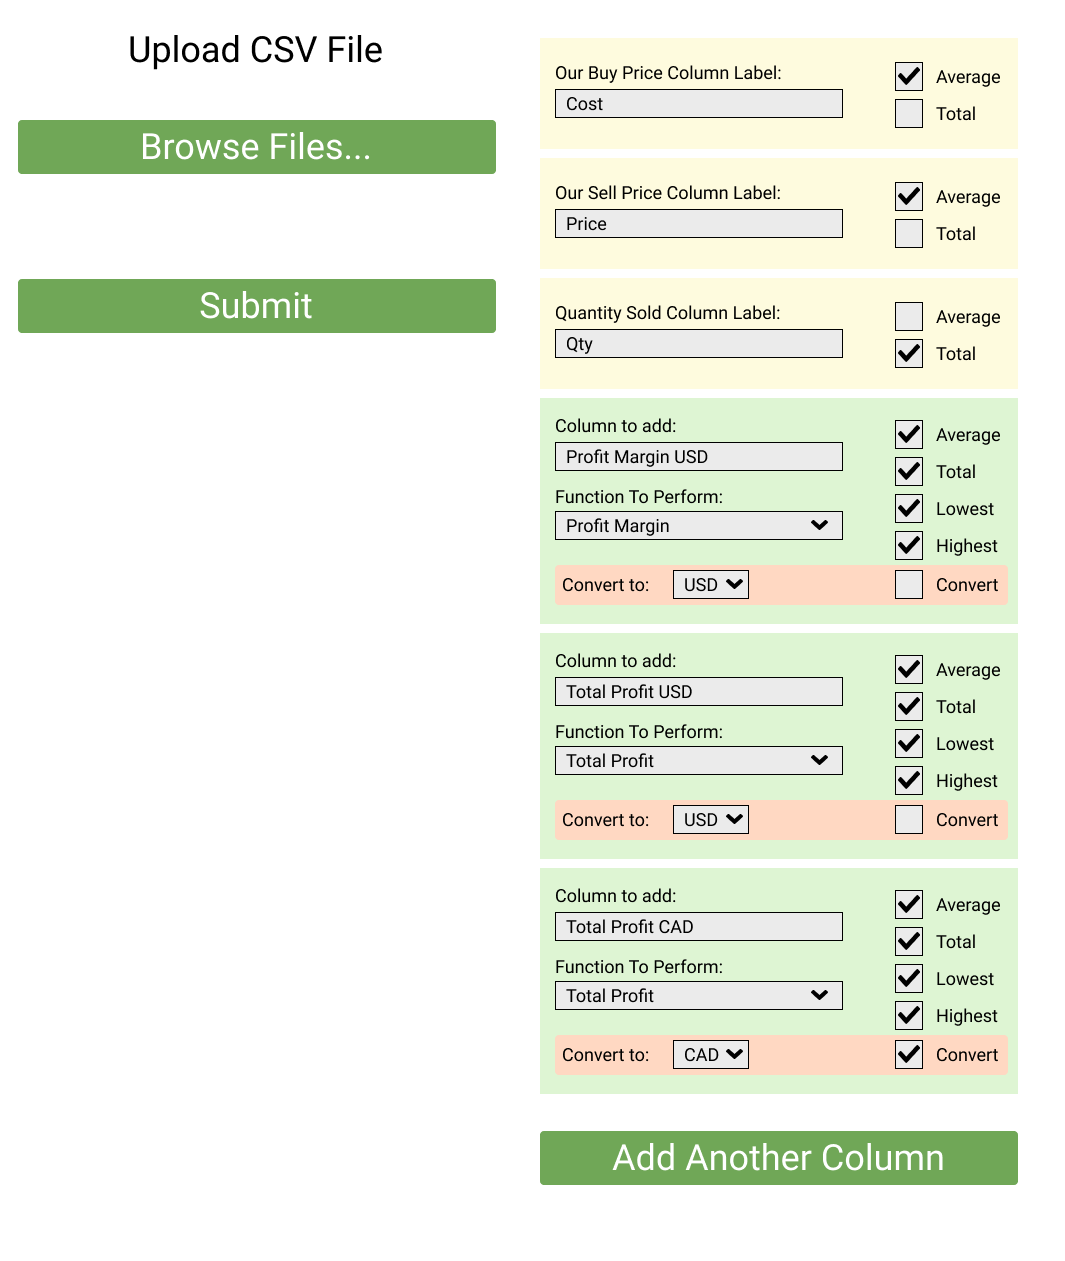 Upload CSV File
Browse Files...
Submit
Our Buy Price Column Label:
Cost
Average
Total
Our Sell Price Column Label:
Price
Average
Total
Quantity Sold Column Label:
Qty
Average
Total
Column to add:
Profit Margin USD
Function To Perform:
Profit Margin
Average
Total
Lowest
Highest
Convert to: USD Convert
Column to add:
Total Profit USD
Function To Perform:
Total Profit
Average
Total
Lowest
Highest
Convert to: USD Convert
Column to add:
Total Profit CAD
Function To Perform:
Total Profit
Average
Total
Lowest
Highest
Convert to: CAD Convert
Add Another Column